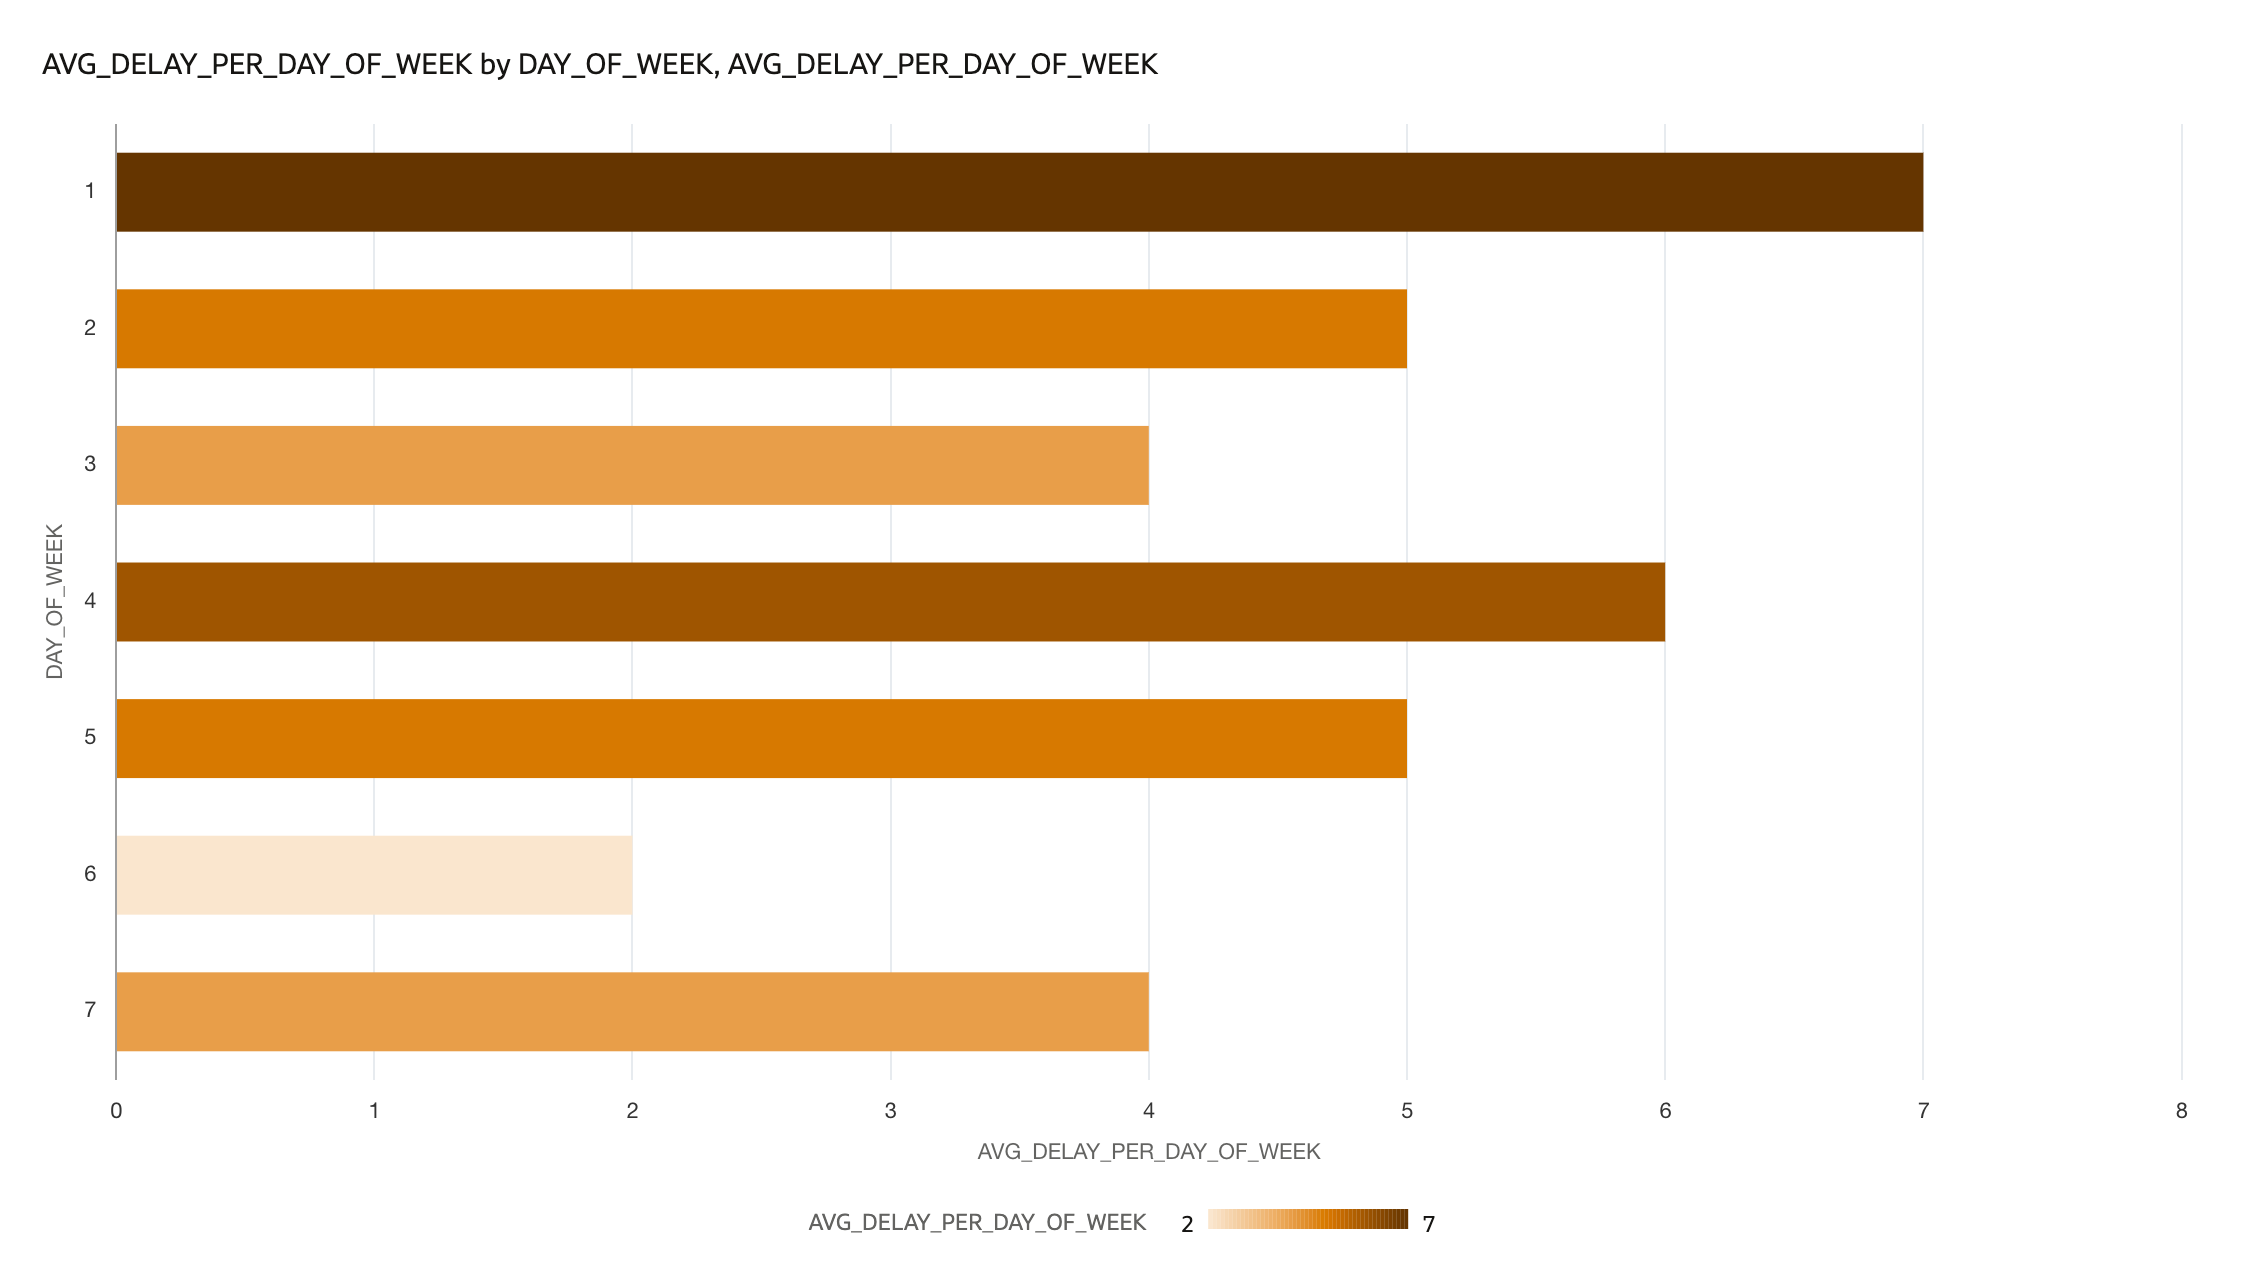 AVG_DELAY_PER_DAY_OF_WEEK by DAY_OF_WEEK, AVG_DELAY_PER_DAY_OF_WEEK
DAY_OF_WEEK
1
2
3
4
5
6
7
0 1 2 3 4 5 6 7 8
AVG_DELAY_PER_DAY_OF_WEEK
AVG_DELAY_PER_DAY_OF_WEEK 2 7